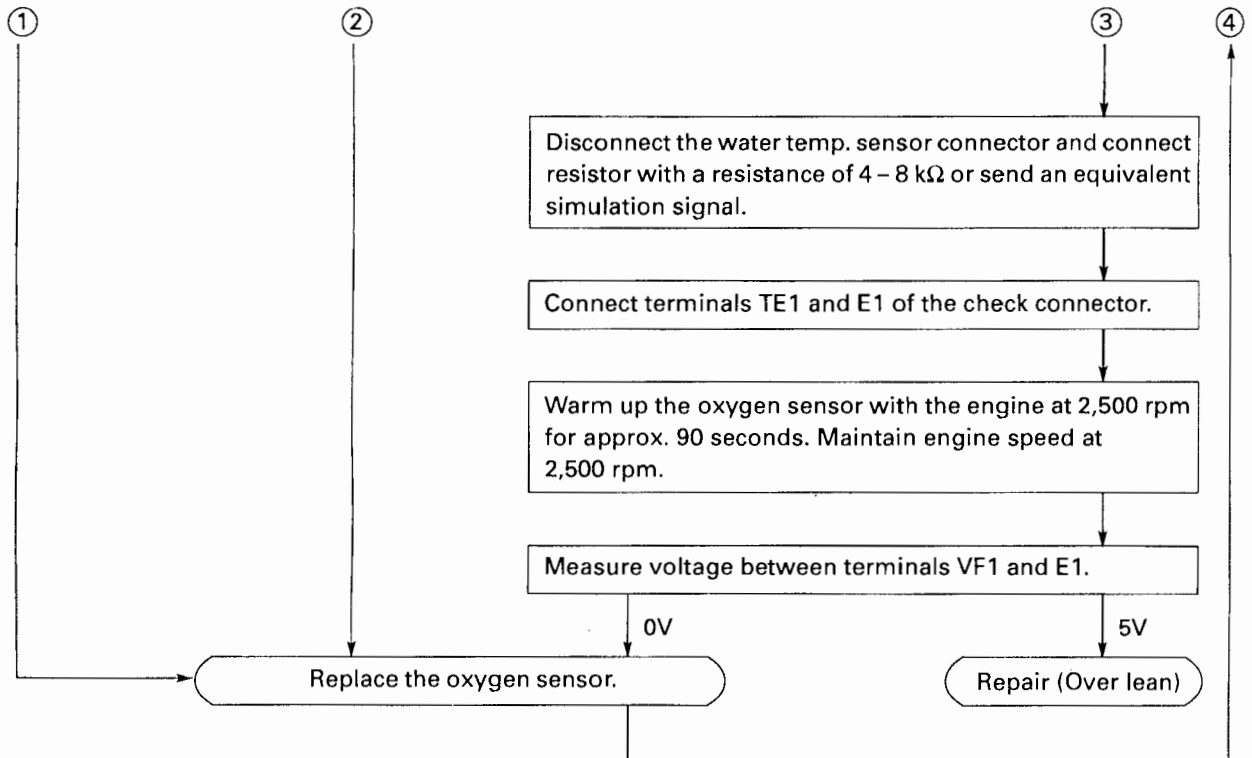 ① ② ③ ④
Disconnect the water temp. sensor connector and connect
resistor with a resistance of 4 – 8 kΩ or send an equivalent
simulation signal.
Connect terminals TE1 and E1 of the check connector.
Warm up the oxygen sensor with the engine at 2,500 rpm
for approx. 90 seconds. Maintain engine speed at
2,500 rpm.
Measure voltage between terminals VF1 and E1.
0V 5V
Replace the oxygen sensor. Repair (Over lean)